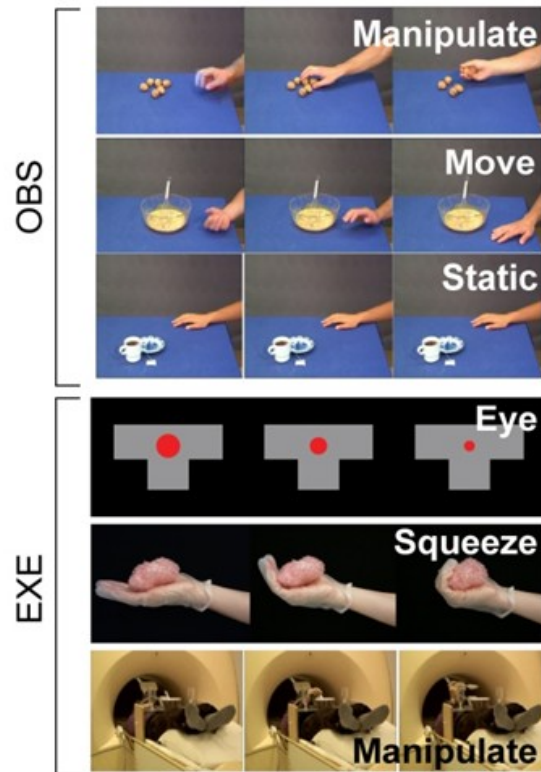 OBS
Manipulate
Move
Static
EXE
Eye
Squeeze
Manipulate